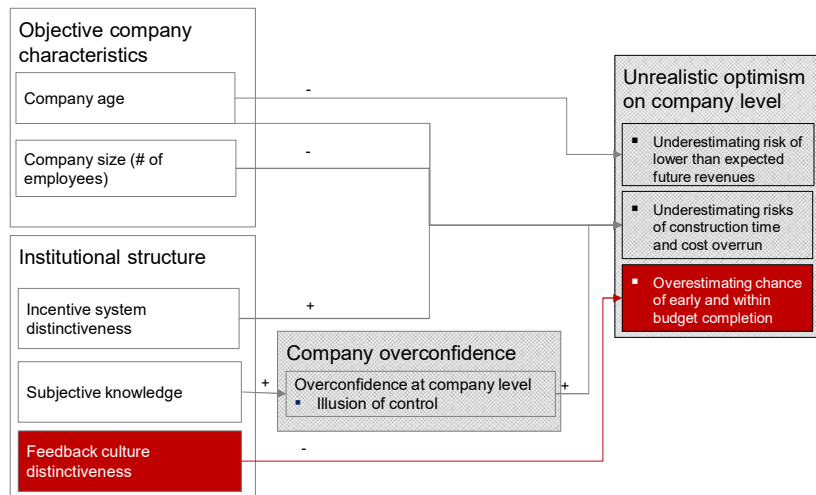 Objective company
characteristics
Company age
-
Company size (# of
employees)
-
Institutional structure
Incentive system
distinctiveness
+
Subjective knowledge
+
Feedback culture
distinctiveness
-
Company overconfidence
Overconfidence at company level
▪ Illusion of control
+
Unrealistic optimism
on company level
▪ Underestimating risk of
lower than expected
future revenues
▪ Underestimating risks
of construction time
and cost overrun
▪ Overestimating chance
of early and within
budget completion